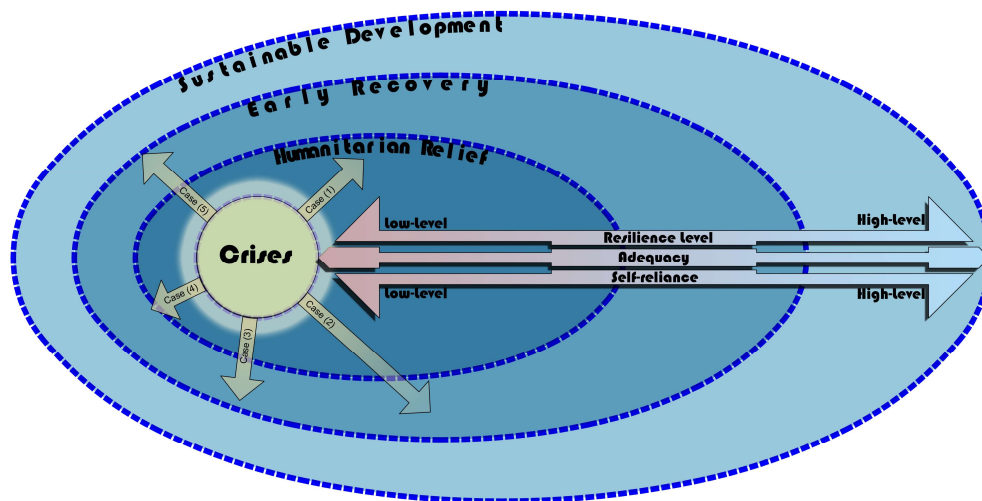 Sustainable Development
Early Recovery
Humanitarian Relief
Case (5)
Case (1)
Low-Level
High-Level
Resilience Level
Crises
Adequacy
Self-reliance
Case (4)
Low-Level
High-Level
Case (3)
Case (2)